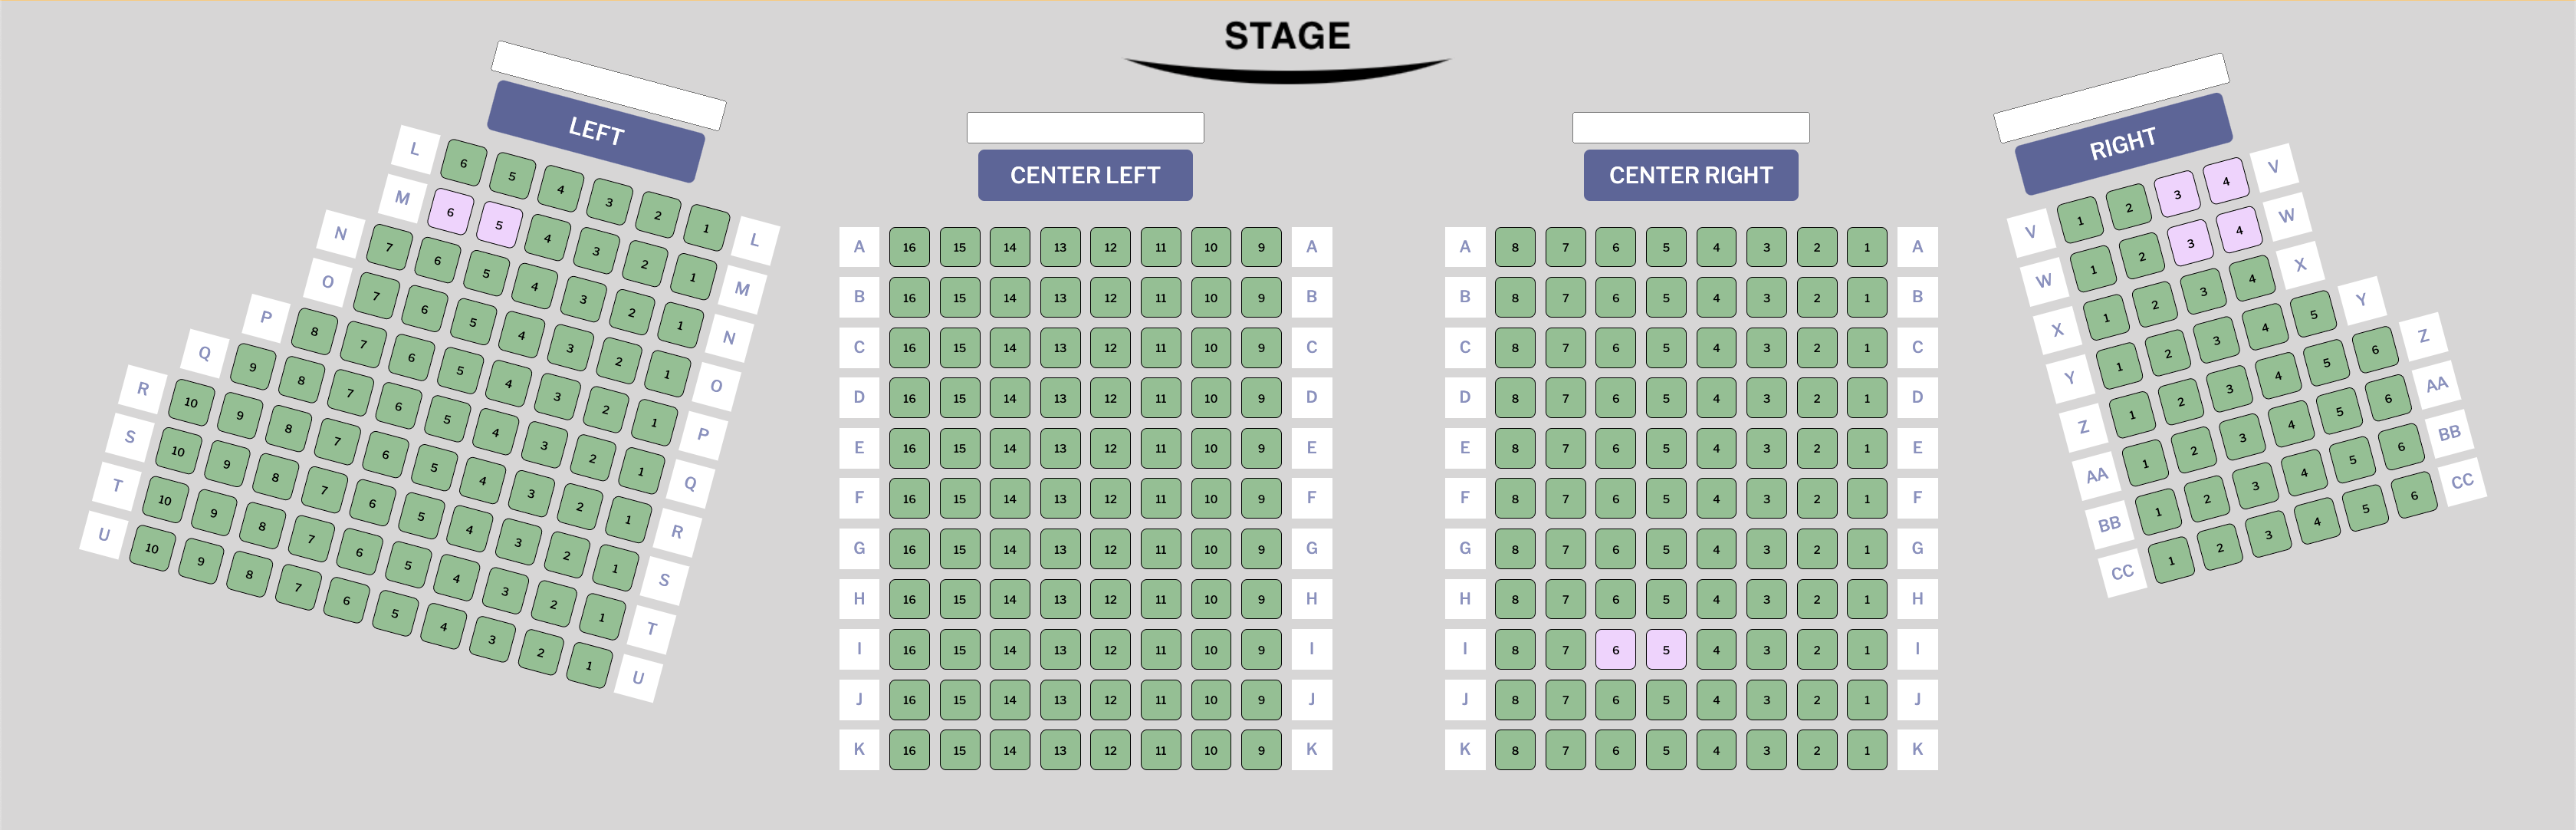 STAGE
LEFT
L 6 5 4 3 2 1 L
M 6 5 4 3 2 1 M
N 7 6 5 4 3 2 1 N
O 7 6 5 4 3 2 1 O
P 8 7 6 5 4 3 2 1 P
Q 9 8 7 6 5 4 3 2 1 Q
R 10 9 8 7 6 5 4 3 2 1 R
S 10 9 8 7 6 5 4 3 2 1 S
T 10 9 8 7 6 5 4 3 2 1 T
U 10 9 8 7 6 5 4 3 2 1 U
CENTER LEFT
A 16 15 14 13 12 11 10 9 A
B 16 15 14 13 12 11 10 9 B
C 16 15 14 13 12 11 10 9 C
D 16 15 14 13 12 11 10 9 D
E 16 15 14 13 12 11 10 9 E
F 16 15 14 13 12 11 10 9 F
G 16 15 14 13 12 11 10 9 G
H 16 15 14 13 12 11 10 9 H
I 16 15 14 13 12 11 10 9 I
J 16 15 14 13 12 11 10 9 J
K 16 15 14 13 12 11 10 9 K
CENTER RIGHT
A 8 7 6 5 4 3 2 1 A
B 8 7 6 5 4 3 2 1 B
C 8 7 6 5 4 3 2 1 C
D 8 7 6 5 4 3 2 1 D
E 8 7 6 5 4 3 2 1 E
F 8 7 6 5 4 3 2 1 F
G 8 7 6 5 4 3 2 1 G
H 8 7 6 5 4 3 2 1 H
I 8 7 6 5 4 3 2 1 I
J 8 7 6 5 4 3 2 1 J
K 8 7 6 5 4 3 2 1 K
RIGHT
V 1 2 3 4 V
W 1 2 3 4 W
X 1 2 3 4 X
Y 1 2 3 4 5 Y
Z 1 2 3 4 5 6 Z
AA 1 2 3 4 5 6 AA
BB 1 2 3 4 5 6 BB
CC 1 2 3 4 5 6 CC